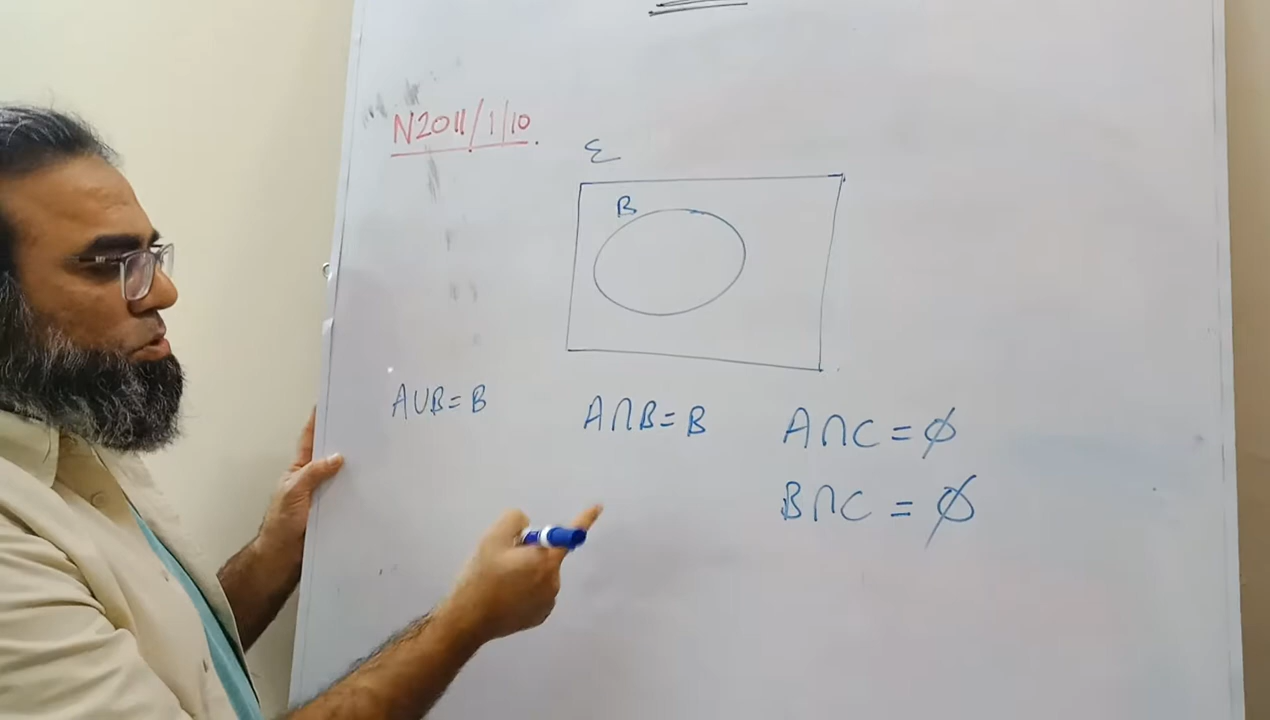 N2011/1/10.
ℰ
B
A∪B=B
A∩B=B
A∩C=∅
B∩C=∅